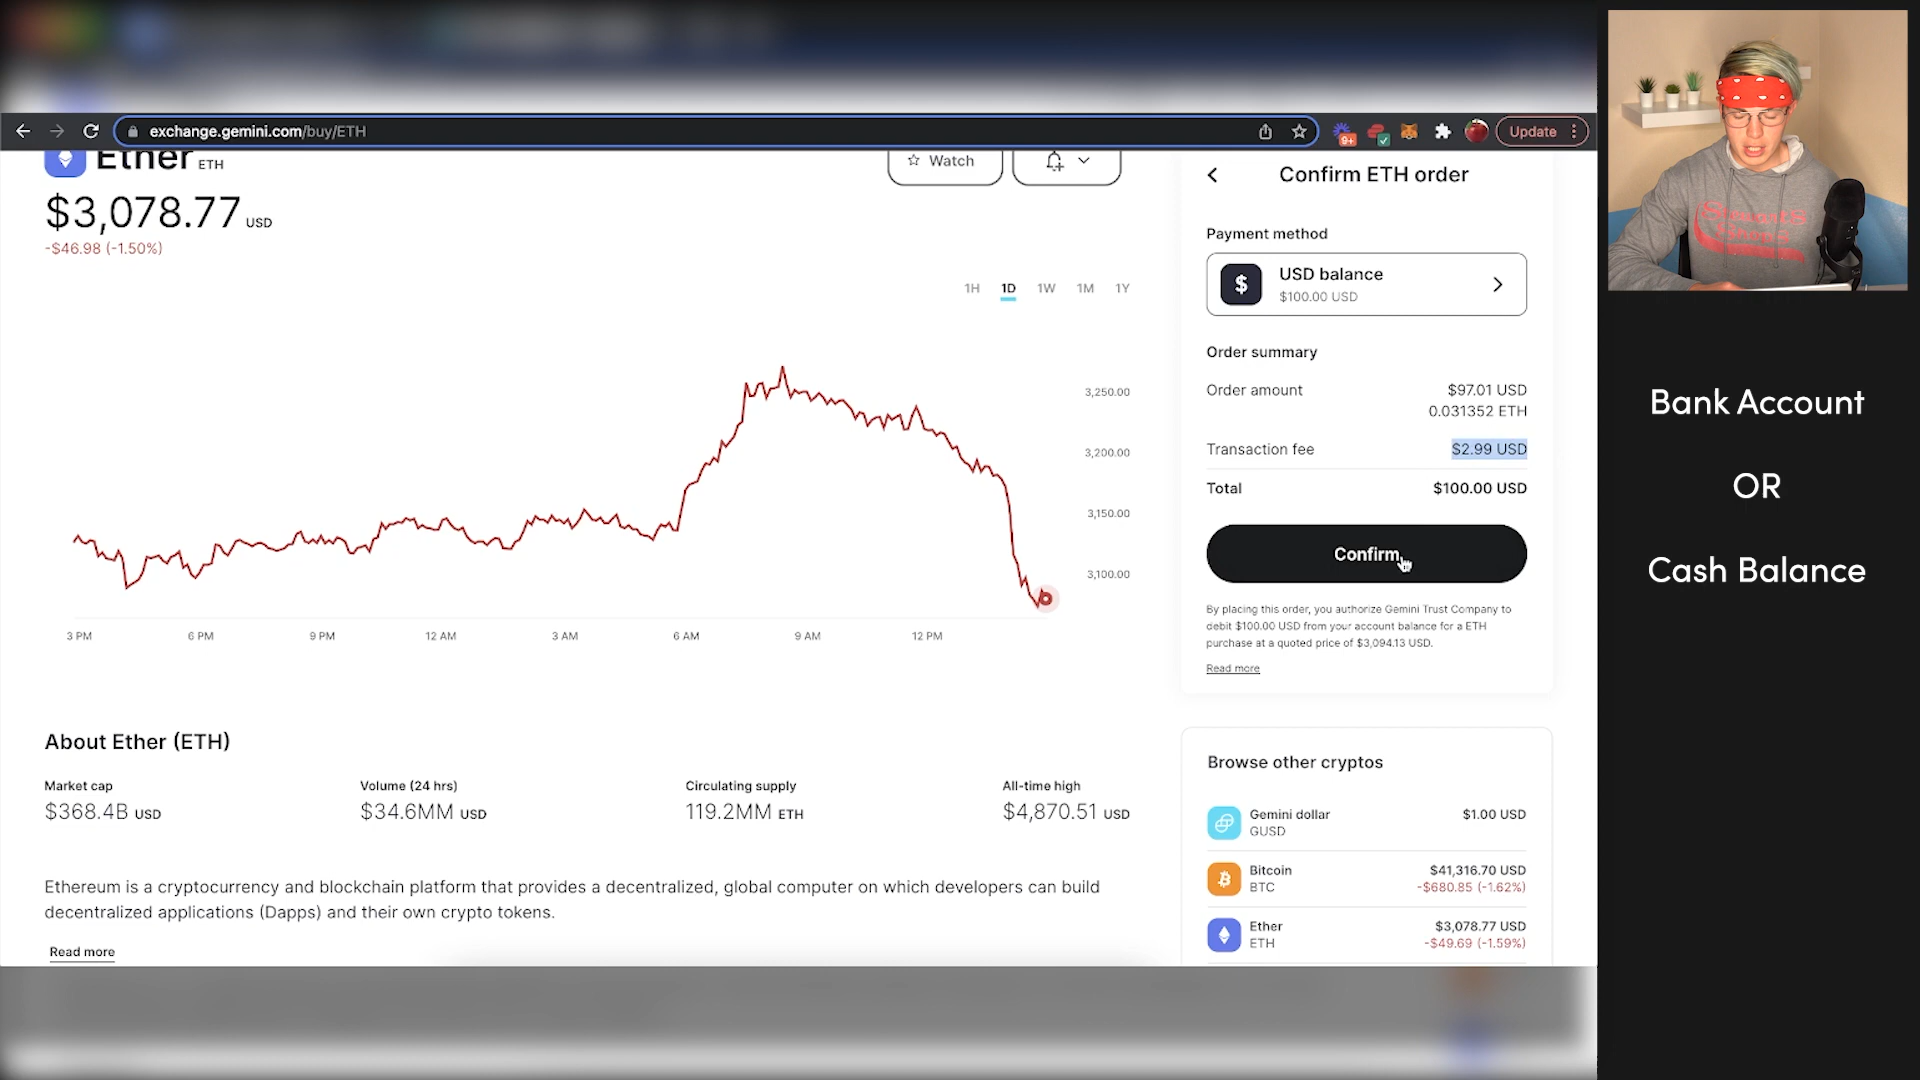 exchange.gemini.com/buy/ETH
9+
Update
Ether ETH
$3,078.77 USD
-$46.98 (-1.50%)
Watch
1H 1D 1W 1M 1Y
3,250.00
3,200.00
3,150.00
3,100.00
3 PM 6 PM 9 PM 12 AM 3 AM 6 AM 9 AM 12 PM
About Ether (ETH)
Market cap Volume (24 hrs) Circulating supply All-time high
$368.4B USD $34.6MM USD 119.2MM ETH $4,870.51 USD
Ethereum is a cryptocurrency and blockchain platform that provides a decentralized, global computer on which developers can build
decentralized applications (Dapps) and their own crypto tokens.
Read more
Confirm ETH order
Payment method
$
USD balance
$100.00 USD
Order summary
Order amount $97.01 USD
0.031352 ETH
Transaction fee $2.99 USD
Total $100.00 USD
Confirm
By placing this order, you authorize Gemini Trust Company to
debit $100.00 USD from your account balance for a ETH
purchase at a quoted price of $3,094.13 USD.
Read more
Browse other cryptos
Gemini dollar $1.00 USD
GUSD
Bitcoin $41,316.70 USD
BTC -$680.85 (-1.62%)
Ether $3,078.77 USD
ETH -$49.69 (-1.59%)
Stewart's
Shops
Bank Account
OR
Cash Balance